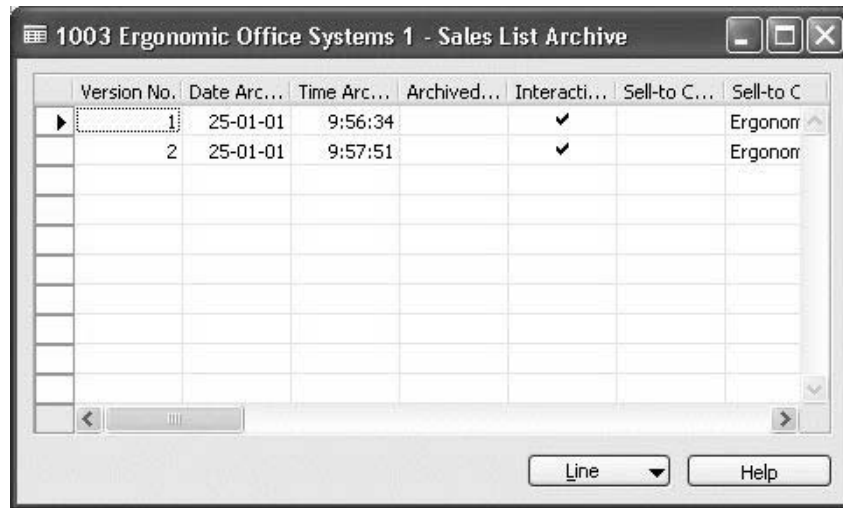 1003 Ergonomic Office Systems 1 - Sales List Archive
Version No. Date Arc... Time Arc... Archived... Interacti... Sell-to C... Sell-to C
1 25-01-01 9:56:34 Ergonom
2 25-01-01 9:57:51 Ergonom
Line Help